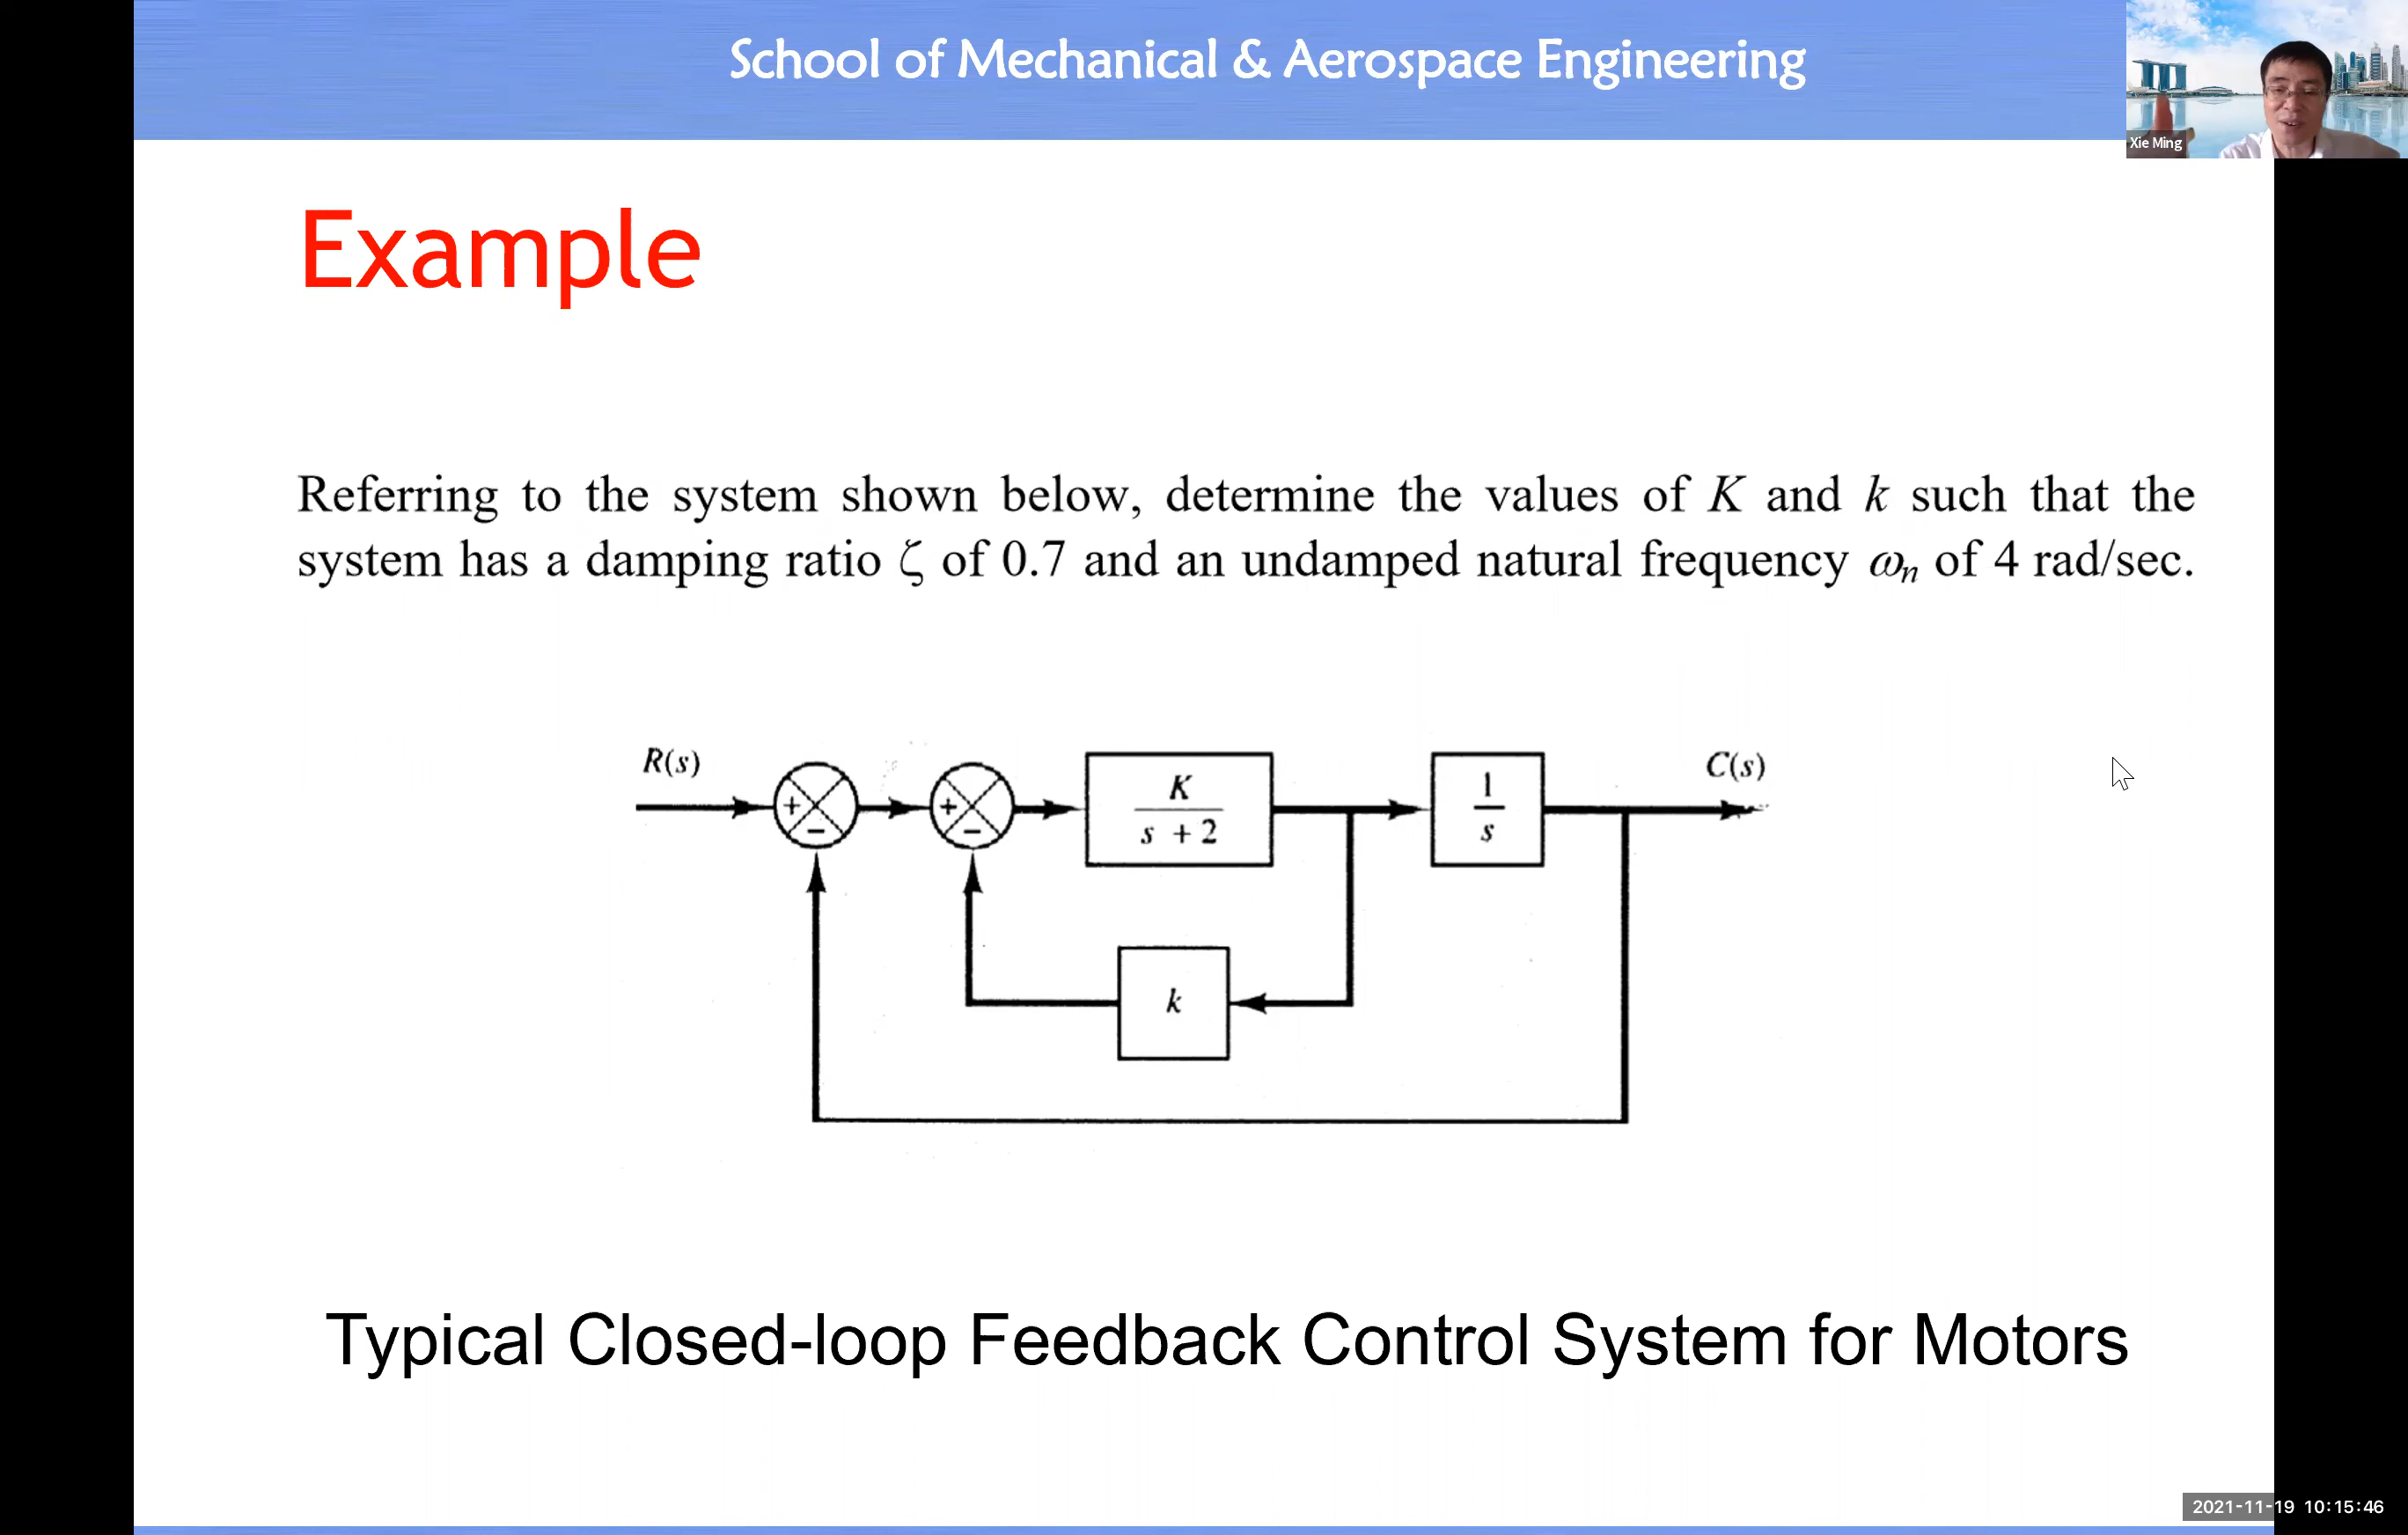 School of Mechanical & Aerospace Engineering
Xie Ming
Example
Referring to the system shown below, determine the values of K and k such that the
system has a damping ratio ζ of 0.7 and an undamped natural frequency ωn of 4 rad/sec.
R(s)
C(s)
+
−
+
−
K
s + 2
1
s
k
Typical Closed-loop Feedback Control System for Motors
2021-11-19 10:15:46